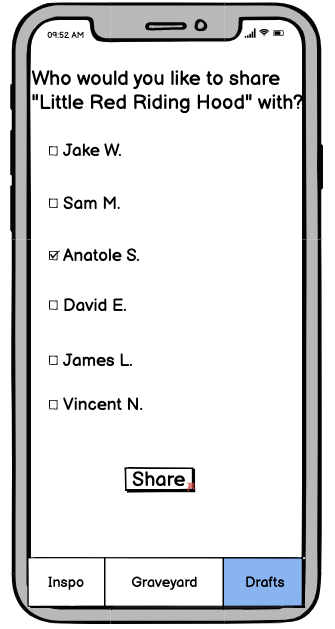 09:52 AM
Who would you like to share
"Little Red Riding Hood" with?
Jake W.
Sam M.
Anatole S.
David E.
James L.
Vincent N.
Share
Inspo Graveyard Drafts